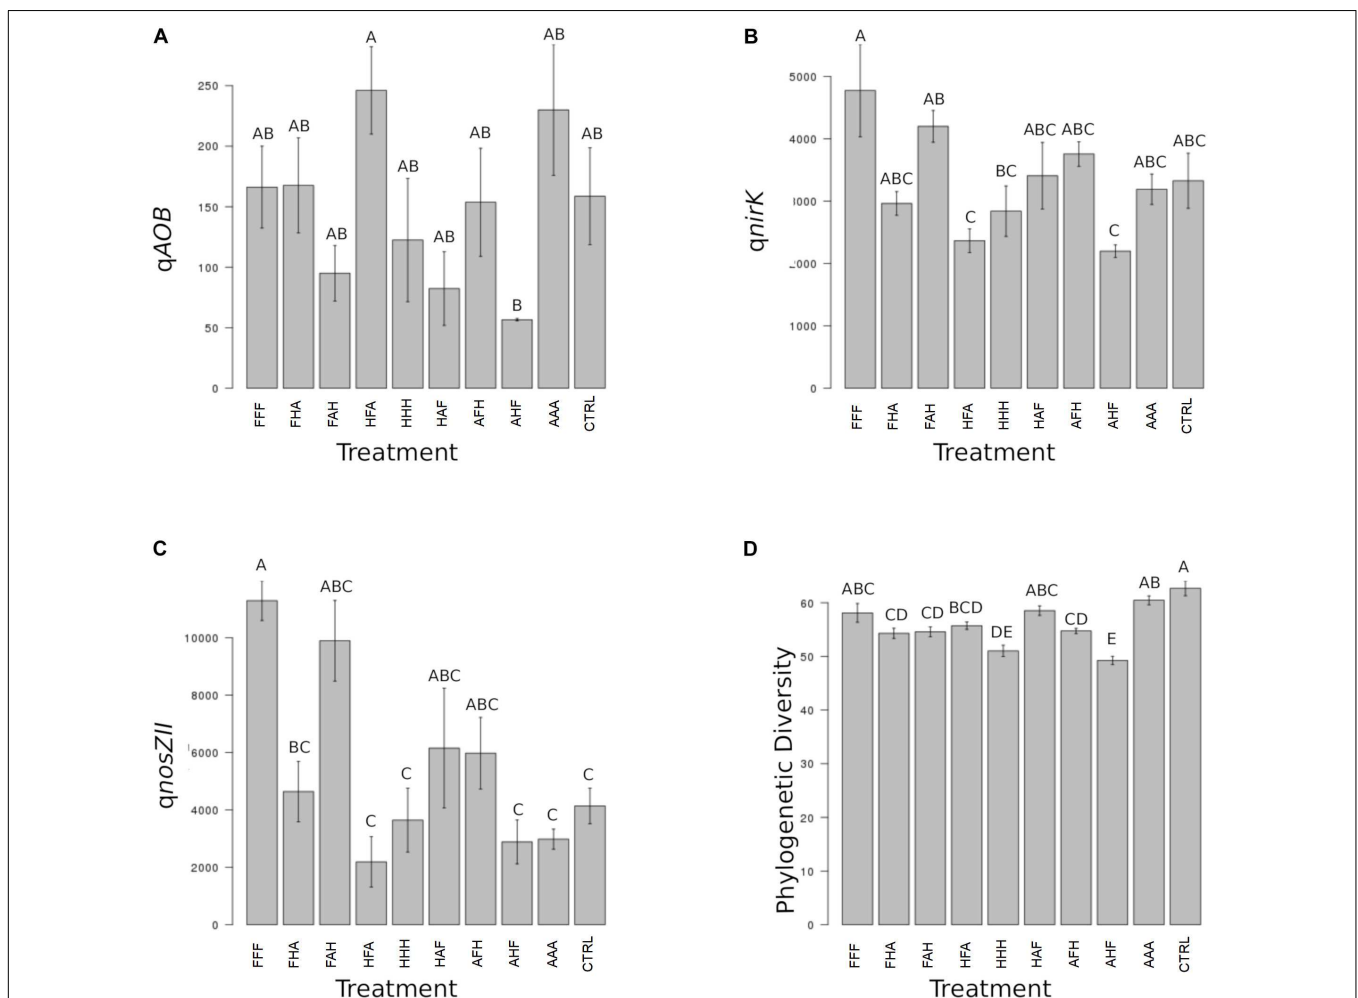 A
B
A
AB
AB
AB
AB
AB
AB
AB
B
AB
250
200
150
100
50
0
qAOB
FFF
FHA
FAH
HFA
HHH
HAF
AFH
AHF
AAA
CTRL
Treatment
A
AB
ABC
ABC
ABC
BC
ABC
ABC
C
C
5000
4000
1000
0
qnirK
FFF
FHA
FAH
HFA
HHH
HAF
AFH
AHF
AAA
CTRL
Treatment
C
D
A
ABC
ABC
ABC
BC
C
C
C
C
C
10000
8000
6000
4000
2000
0
qnosZII
FFF
FHA
FAH
HFA
HHH
HAF
AFH
AHF
AAA
CTRL
Treatment
A
AB
ABC
ABC
BCD
CD
CD
CD
DE
E
60
50
40
30
20
10
0
Phylogenetic Diversity
FFF
FHA
FAH
HFA
HHH
HAF
AFH
AHF
AAA
CTRL
Treatment